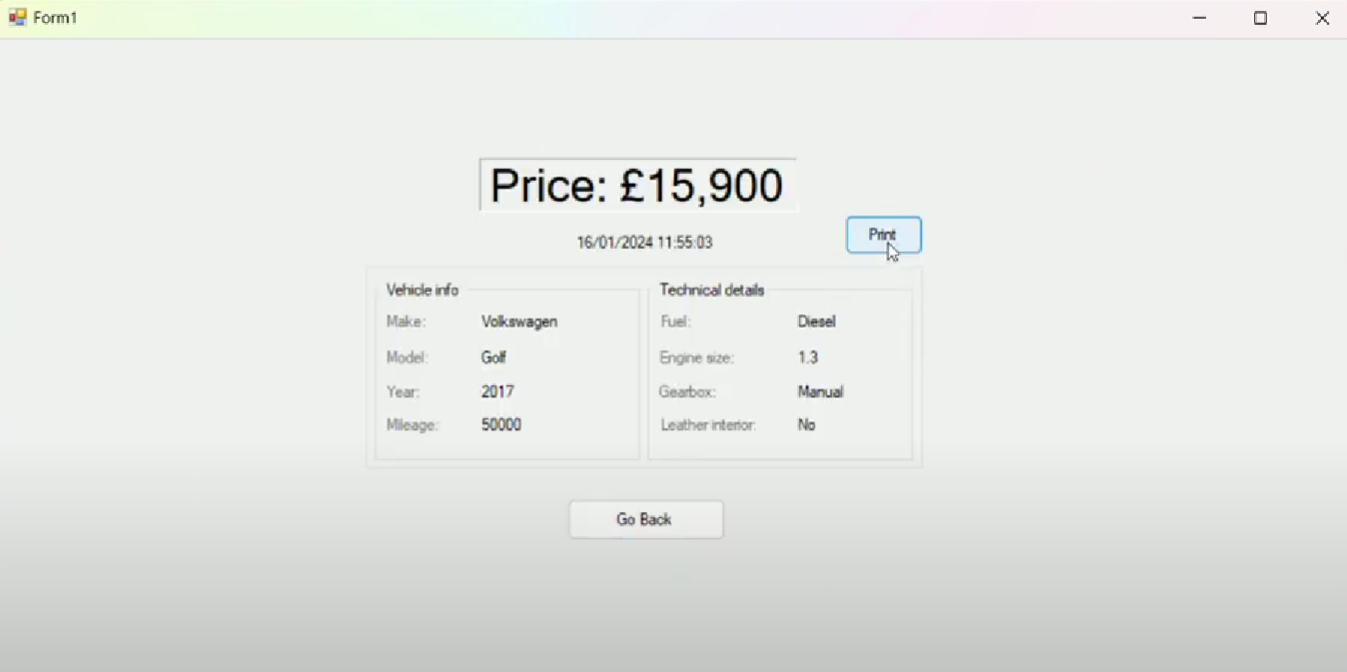 Form1
Price: £15,900
16/01/2024 11:55:03
Print
Vehicle info
Make: Volkswagen
Model: Golf
Year: 2017
Mileage: 50000
Technical details
Fuel: Diesel
Engine size: 1.3
Gearbox: Manual
Leather interior: No
Go Back